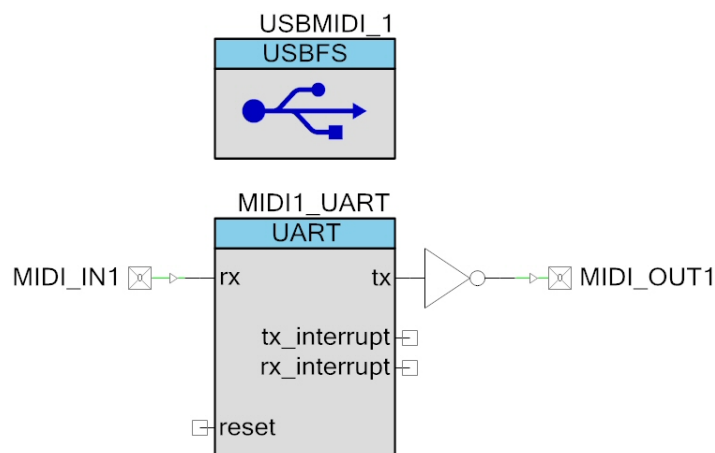 USBMIDI_1
USBFS
MIDI1_UART
UART
MIDI_IN1 rx tx MIDI_OUT1
tx_interrupt
rx_interrupt
reset